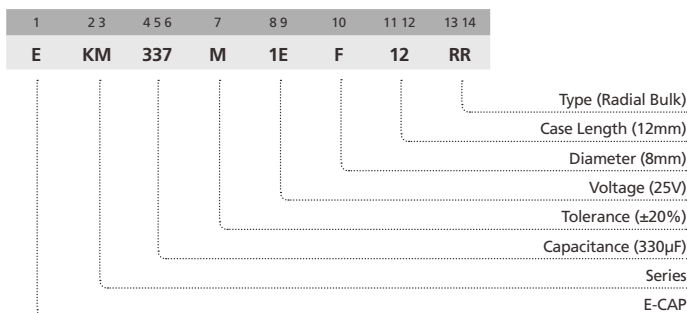 1 2 3 4 5 6 7 8 9 10 11 12 13 14
E KM 337 M 1E F 12 RR
Type (Radial Bulk)
Case Length (12mm)
Diameter (8mm)
Voltage (25V)
Tolerance (±20%)
Capacitance (330µF)
Series
E-CAP